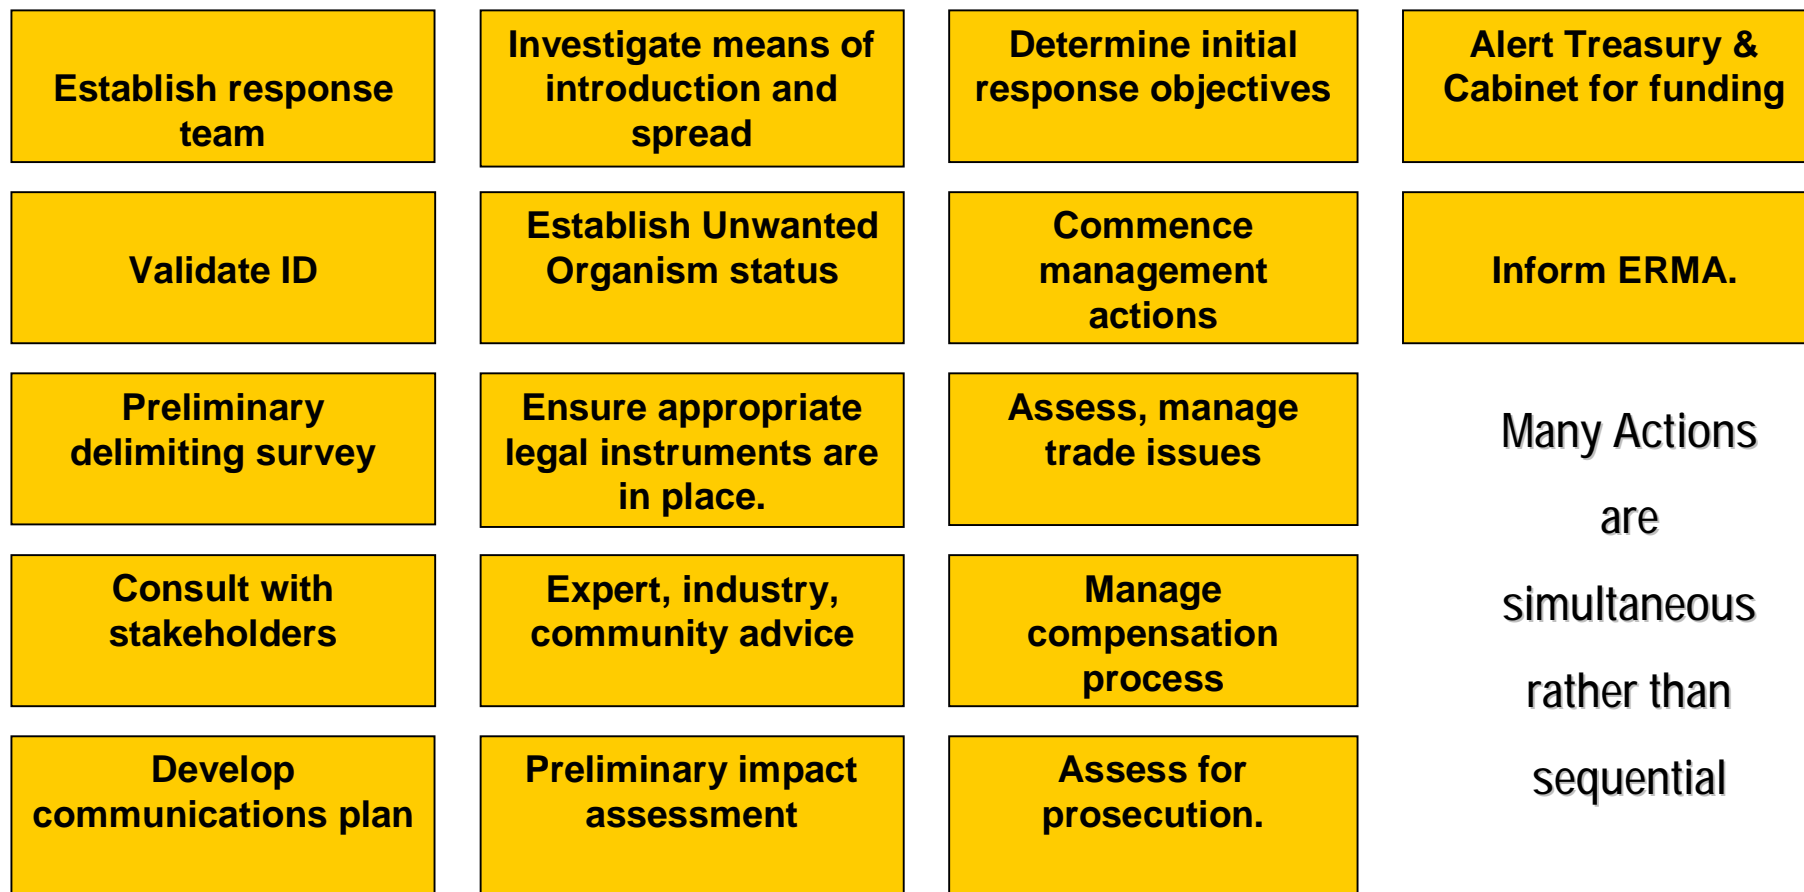 Establish response
team
Investigate means of
introduction and
spread
Determine initial
response objectives
Alert Treasury &
Cabinet for funding
Validate ID
Establish Unwanted
Organism status
Commence
management
actions
Inform ERMA.
Preliminary
delimiting survey
Ensure appropriate
legal instruments are
in place.
Assess, manage
trade issues
Consult with
stakeholders
Expert, industry,
community advice
Manage
compensation
process
Develop
communications plan
Preliminary impact
assessment
Assess for
prosecution.
Many Actions
are
simultaneous
rather than
sequential